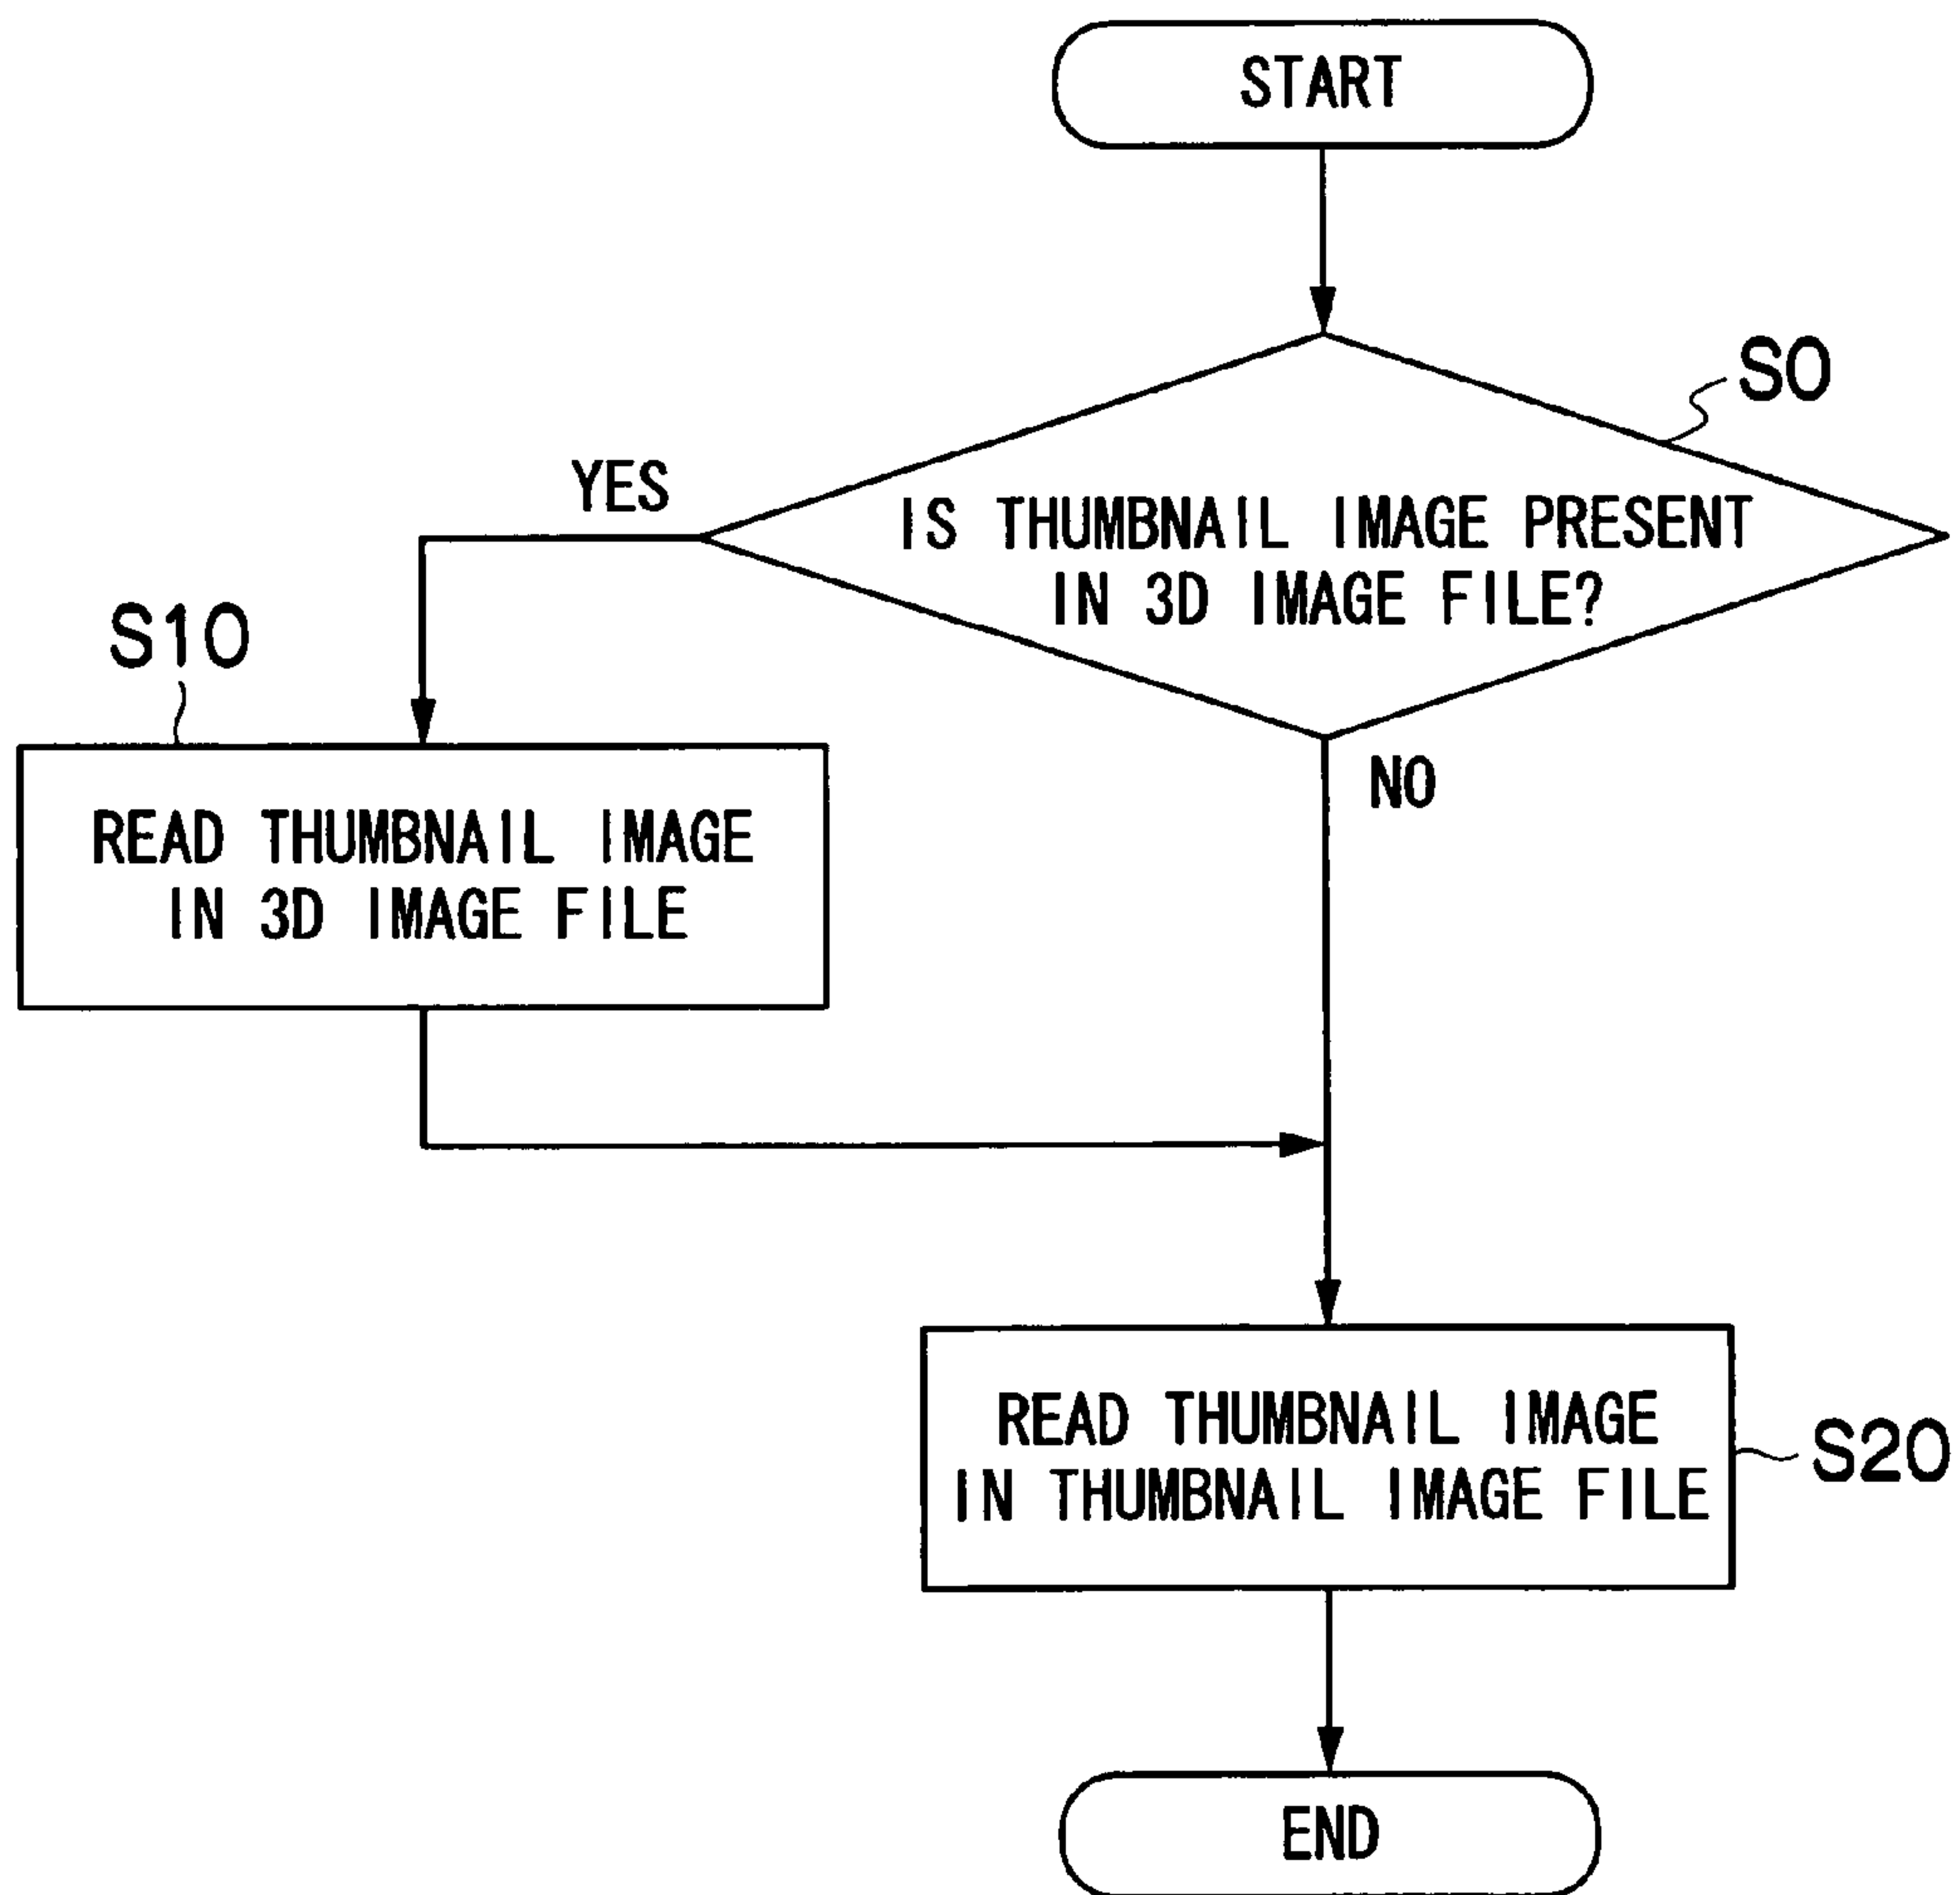 START
S0
YES
IS THUMBNAIL IMAGE PRESENT
IN 3D IMAGE FILE?
S10
NO
READ THUMBNAIL IMAGE
IN 3D IMAGE FILE
READ THUMBNAIL IMAGE
IN THUMBNAIL IMAGE FILE
S20
END